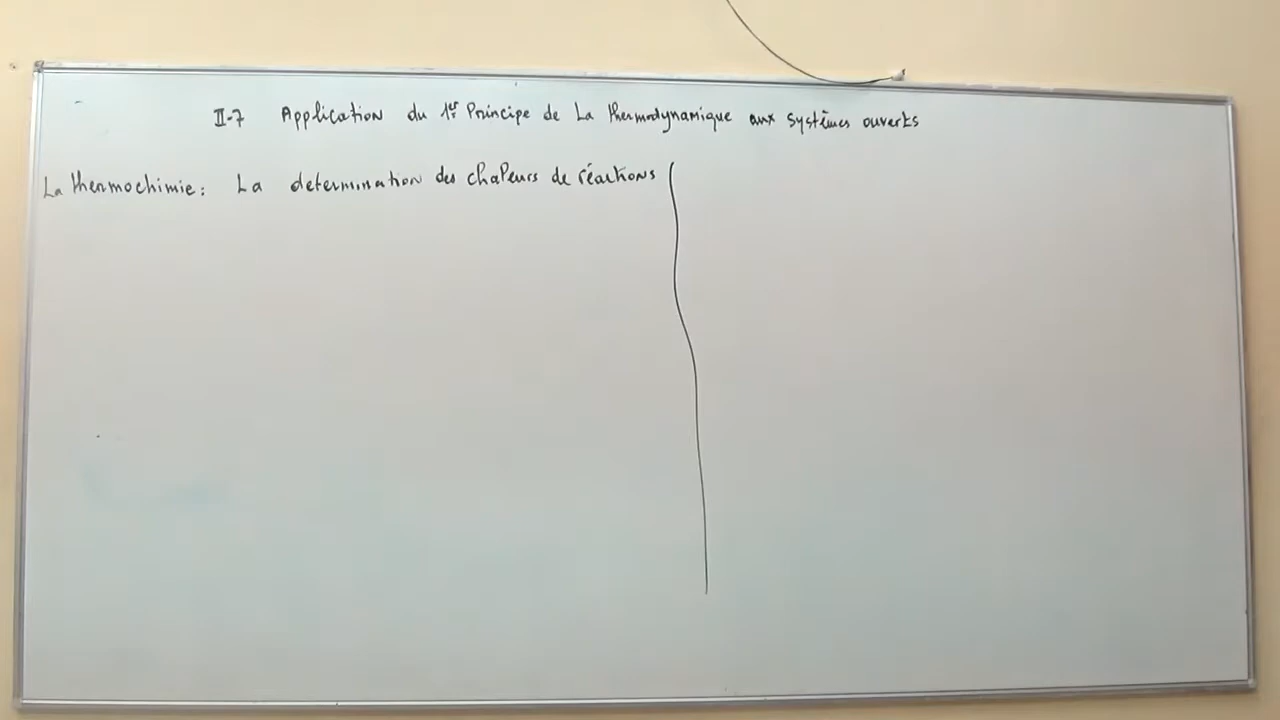 II-7 Application du 1er Principe de La thermodynamique aux systèmes ouverts
La thermochimie : La determination des chaleurs de réactions